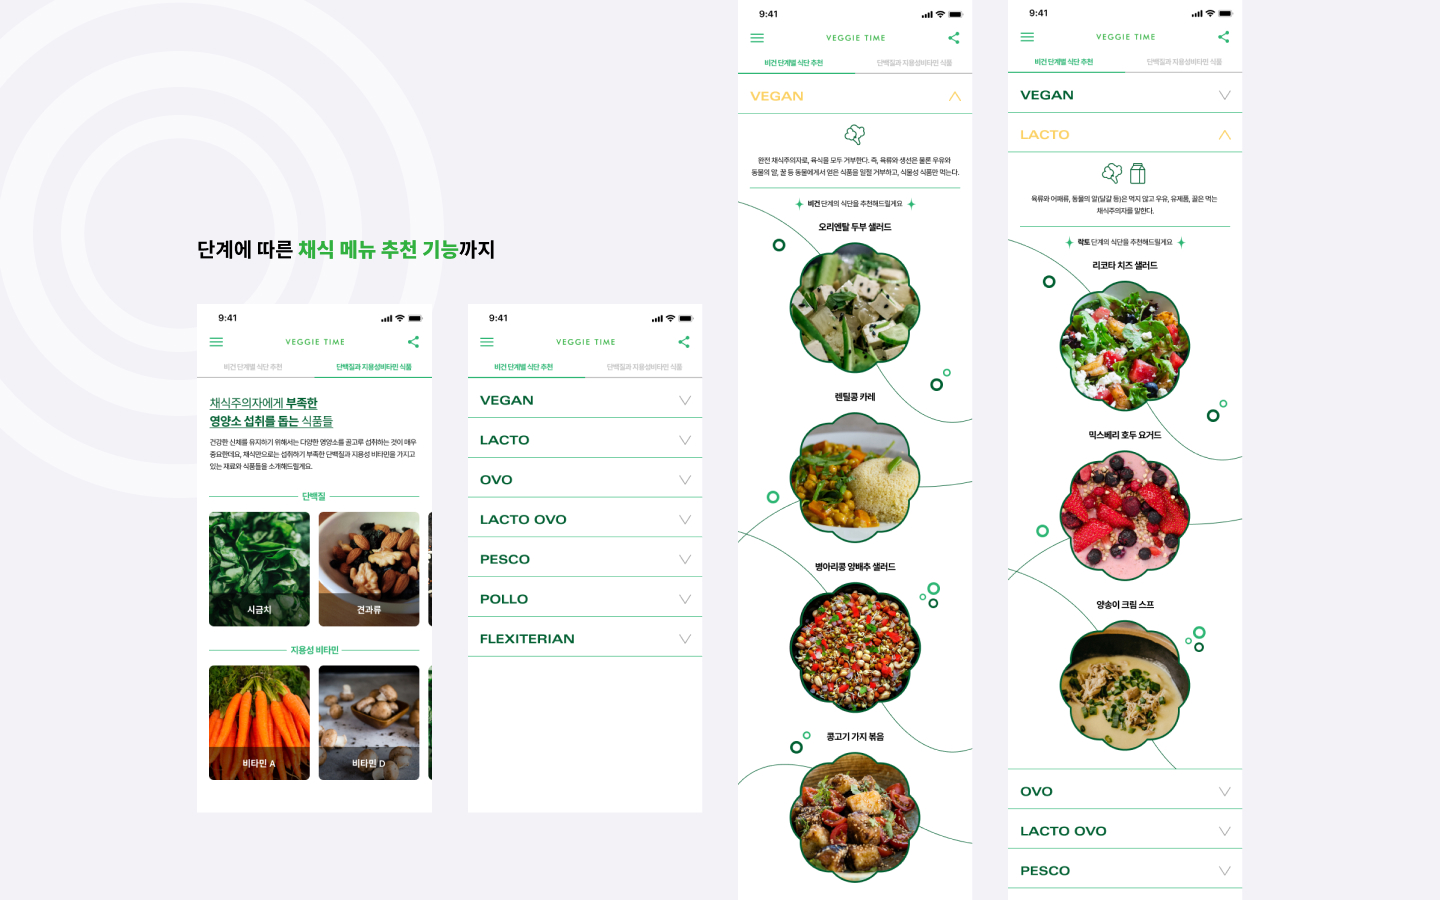 단계에 따른 채식 메뉴 추천 기능까지
9:41
VEGGIE TIME
비건 단계별 식단 추천
단백질과 지용성비타민 식품
채식주의자에게 부족한
영양소 섭취를 돕는 식품들
건강한 신체를 유지하기 위해서는 다양한 영양소를 골고루 섭취하는 것이 매우
중요한데요, 채식만으로는 섭취하기 부족한 단백질과 지용성 비타민을 가지고
있는 재료와 식품들을 소개해드릴게요.
단백질
시금치
견과류
지용성 비타민
비타민 A
비타민 D
9:41
VEGGIE TIME
비건 단계별 식단 추천
단백질과 지용성비타민 식품
VEGAN
LACTO
OVO
LACTO OVO
PESCO
POLLO
FLEXITERIAN
9:41
VEGGIE TIME
비건 단계별 식단 추천
단백질과 지용성비타민 식품
VEGAN
완전 채식주의자로, 육식을 모두 거부한다. 즉, 육류와 생선은 물론 우유와
동물의 알, 꿀 등 동물에게서 얻은 식품을 일절 거부하고, 식물성 식품만 먹는다.
비건 단계의 식단을 추천해드릴게요
오리엔탈 두부 샐러드
렌틸콩 카레
병아리콩 양배추 샐러드
콩고기 가지 볶음
9:41
VEGGIE TIME
비건 단계별 식단 추천
단백질과 지용성비타민 식품
VEGAN
LACTO
육류와 어패류, 동물의 알(달걀 등)은 먹지 않고 우유, 유제품, 꿀은 먹는
채식주의자를 말한다.
락토 단계의 식단을 추천해드릴게요
리코타 치즈 샐러드
믹스베리 호두 요거트
양송이 크림 스프
OVO
LACTO OVO
PESCO